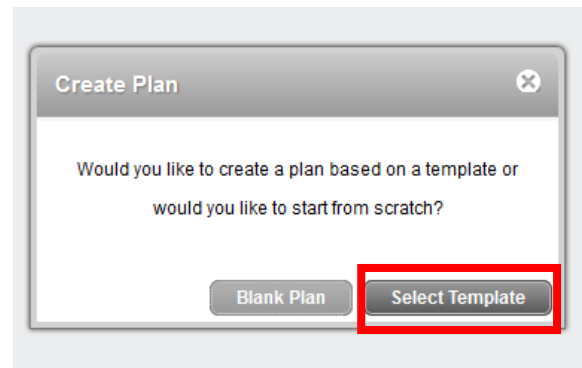 Create Plan
Would you like to create a plan based on a template or
would you like to start from scratch?
Blank Plan Select Template